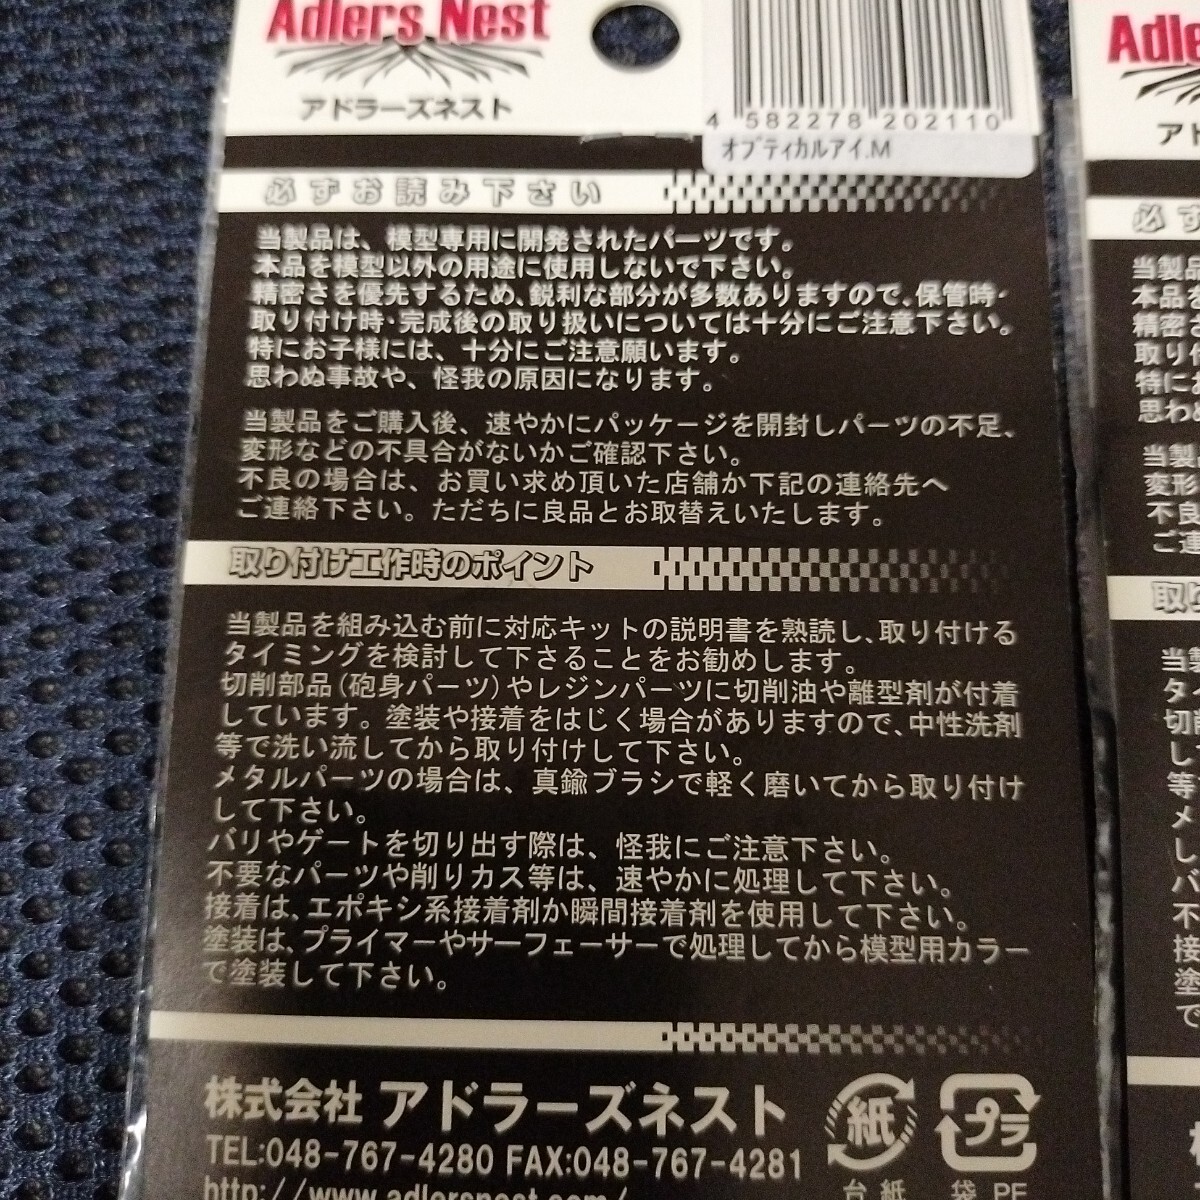 Adlers Nest
アドラーズネスト
4 582278 202110
ｵﾌﾟﾃｨｶﾙｱｲ.M
必ずお読み下さい
当製品は、模型専用に開発されたパーツです。
本品を模型以外の用途に使用しないで下さい。
精密さを優先するため、鋭利な部分が多数ありますので、保管時・
取り付け時・完成後の取り扱いについては十分にご注意下さい。
特にお子様には、十分にご注意願います。
思わぬ事故や、怪我の原因になります。
当製品をご購入後、速やかにパッケージを開封しパーツの不足、
変形などの不具合がないかご確認下さい。
不良の場合は、お買い求め頂いた店舗か下記の連絡先へ
ご連絡下さい。ただちに良品とお取替えいたします。
取り付け工作時のポイント
当製品を組み込む前に対応キットの説明書を熟読し、取り付ける
タイミングを検討して下さることをお勧めします。
切削部品(砲身パーツ)やレジンパーツに切削油や離型剤が付着
しています。塗装や接着をはじく場合がありますので、中性洗剤
等で洗い流してから取り付けして下さい。
メタルパーツの場合は、真鍮ブラシで軽く磨いてから取り付け
して下さい。
バリやゲートを切り出す際は、怪我にご注意下さい。
不要なパーツや削りカス等は、速やかに処理して下さい。
接着は、エポキシ系接着剤か瞬間接着剤を使用して下さい。
塗装は、プライマーやサーフェーサーで処理してから模型用カラー
で塗装して下さい。
株式会社 アドラーズネスト
TEL:048-767-4280 FAX:048-767-4281
http://www.adlersnest.com/
紙
プラ
台紙
袋 PE
Adle
アド
必ず
当製品
本品を
精密さ
取り付
特にお
思わぬ
当製品
変形
不良
ご連
取り
当製
タ
切
し
等
メ
し
バ
不
接
塗
で